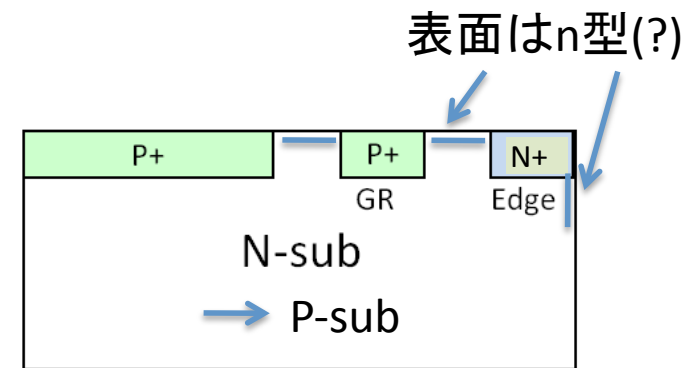 表面はn型(?)
P+ P+ N+
GR Edge
N-sub
P-sub